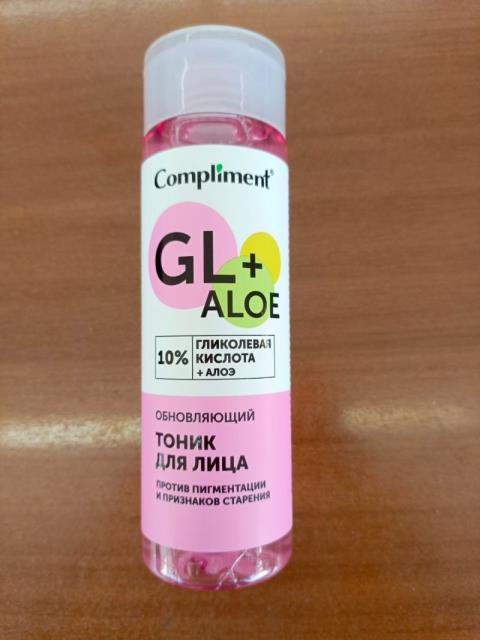 Compliment®
GL+
ALOE
10%
ГЛИКОЛЕВАЯ
КИСЛОТА
+ АЛОЭ
ОБНОВЛЯЮЩИЙ
ТОНИК
ДЛЯ ЛИЦА
ПРОТИВ ПИГМЕНТАЦИИ
И ПРИЗНАКОВ СТАРЕНИЯ